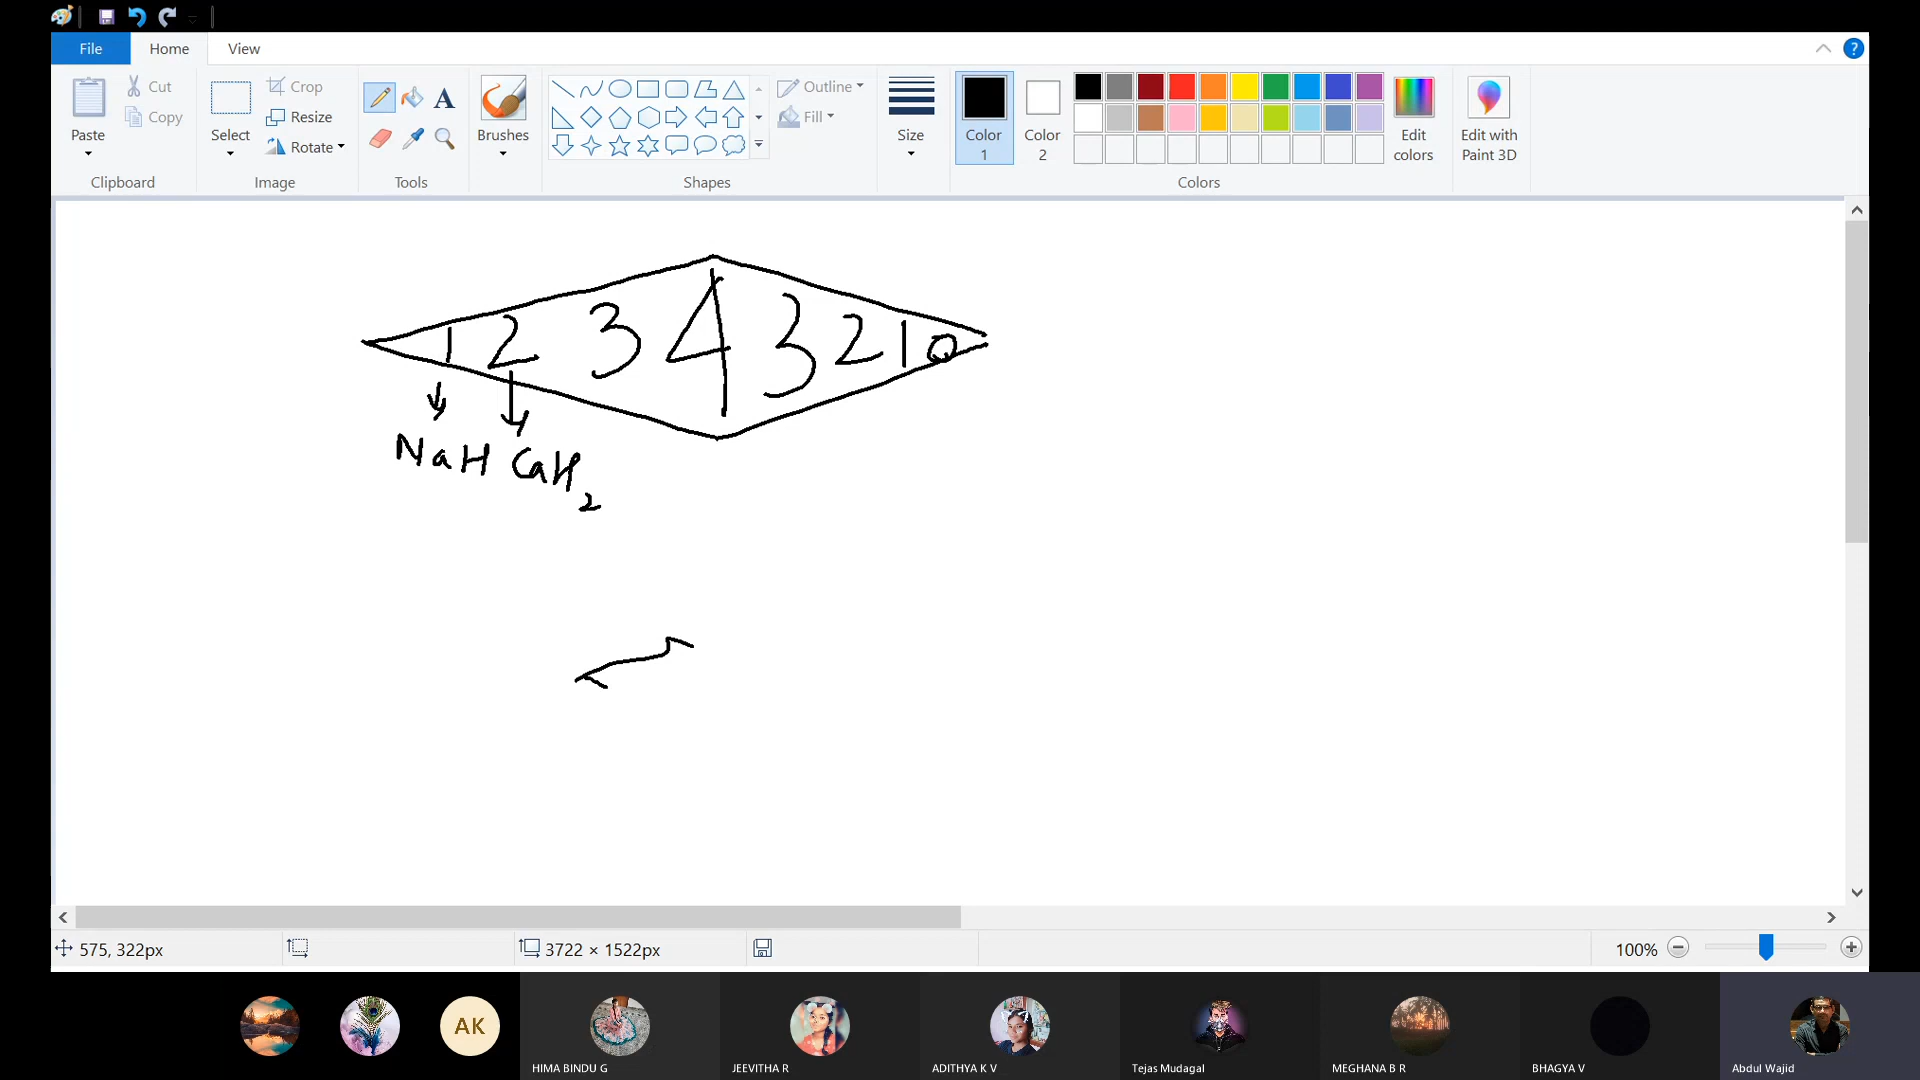 File Home View
Paste
Cut
Copy
Clipboard
Select
Crop
Resize
Rotate
Image
Tools
Brushes
Shapes
Outline
Fill
Size
Color 1
Color 2
Colors
Edit colors
Edit with Paint 3D
1 2 3 4 3 2 1 0
NaH CaH2
575, 322px
3722 × 1522px
100%
AK
HIMA BINDU G
JEEVITHA R
ADITHYA K V
Tejas Mudagal
MEGHANA B R
BHAGYA V
Abdul Wajid